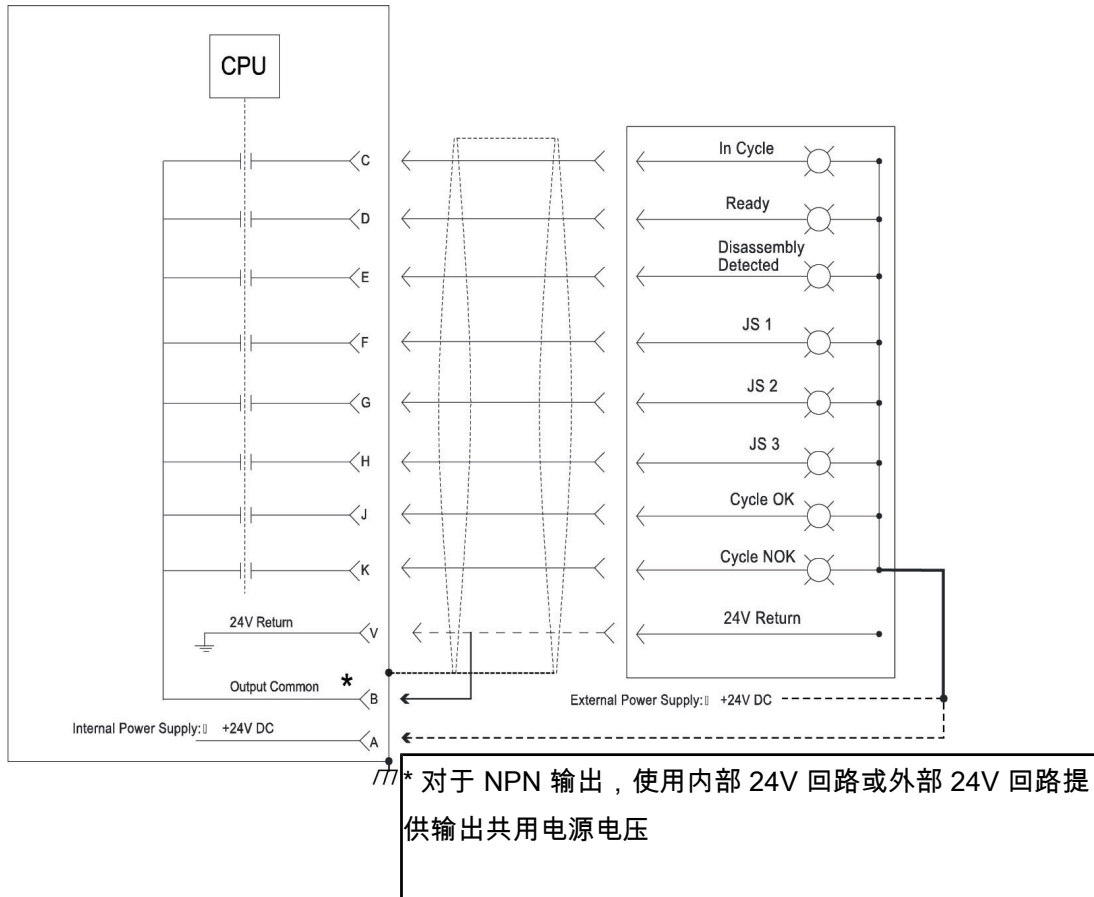 CPU
C
In Cycle
D
Ready
E
Disassembly
Detected
F
JS 1
G
JS 2
H
JS 3
J
Cycle OK
K
Cycle NOK
24V Return
V
24V Return
Output Common
*
B
External Power Supply:▯ +24V DC
Internal Power Supply:▯ +24V DC
A
* 对于 NPN 输出，使用内部 24V 回路或外部 24V 回路提
供输出共用电源电压